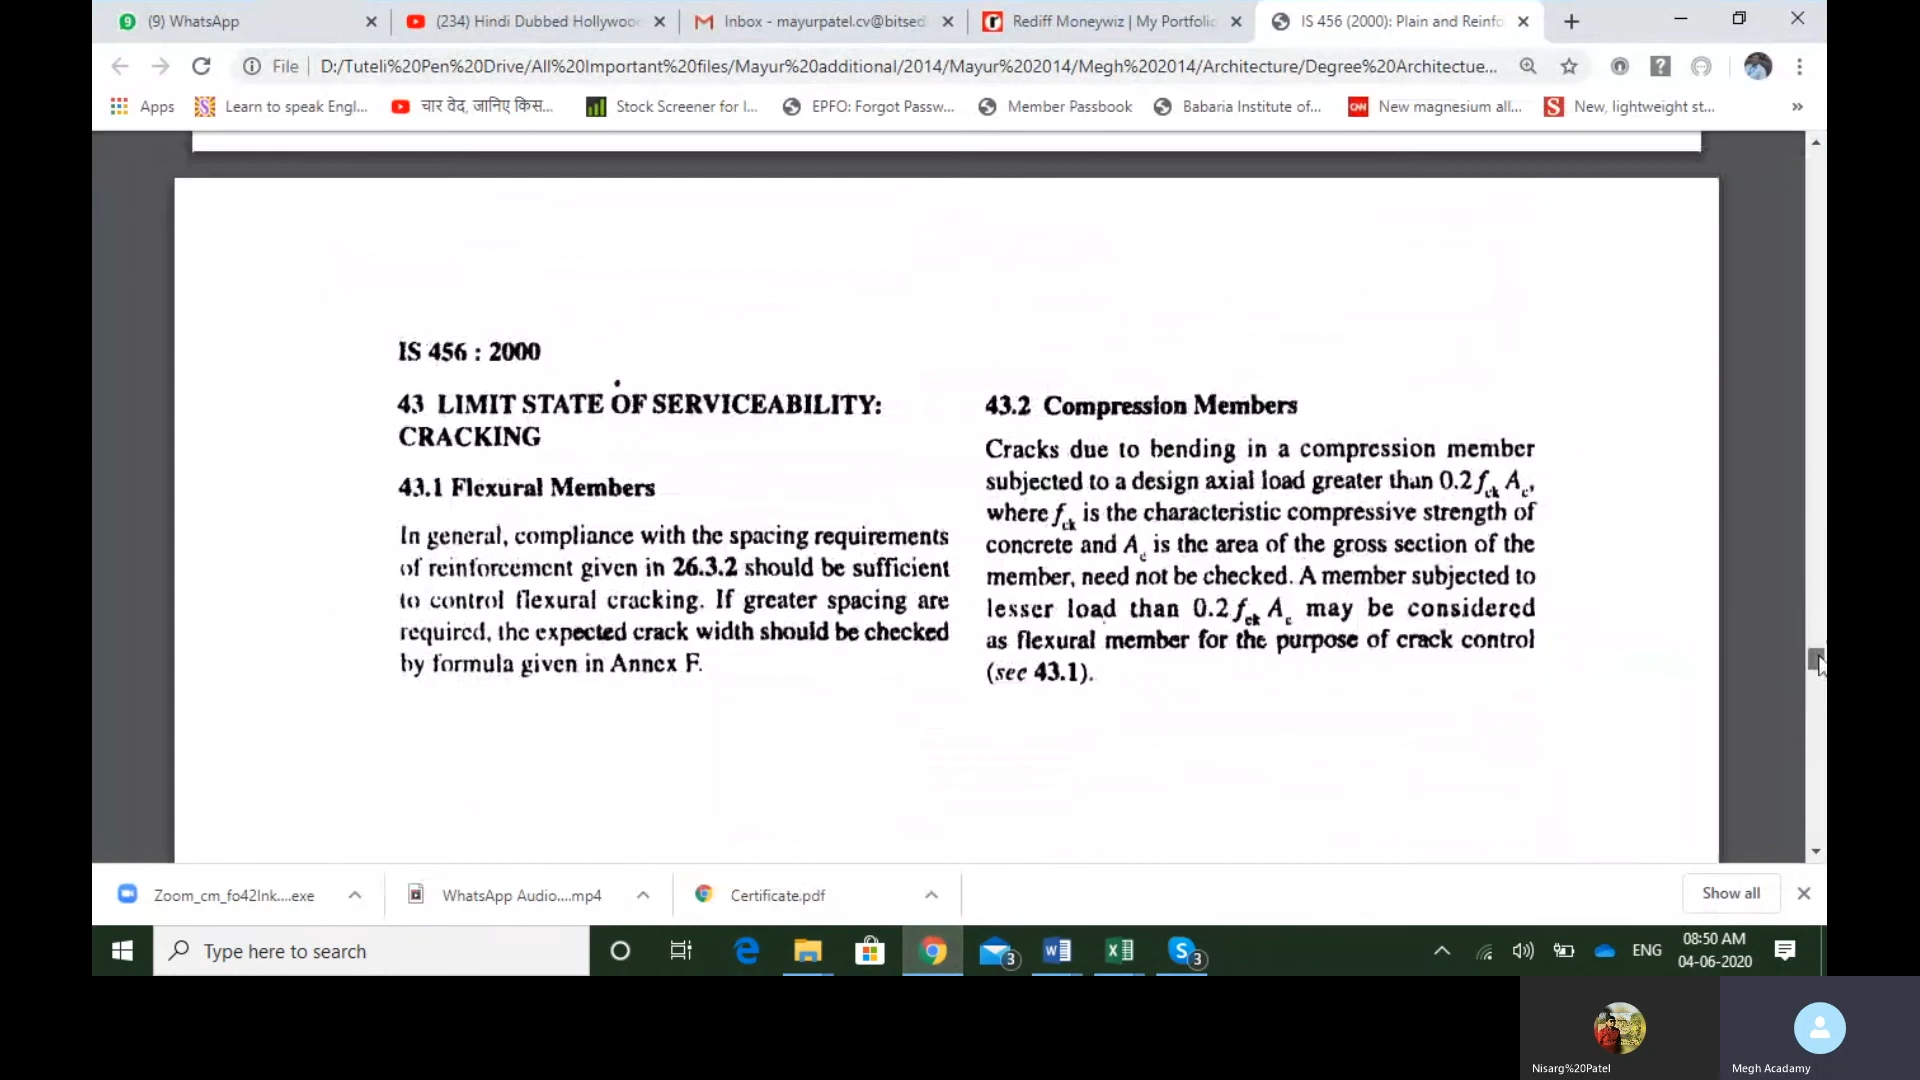 (9) WhatsApp
(234) Hindi Dubbed Hollywoo
Inbox - mayurpatel.cv@bitsed
Rediff Moneywiz | My Portfolio
IS 456 (2000): Plain and Reinfo
File D:/Tuteli%20Pen%20Drive/All%20Important%20files/Mayur%20additional/2014/Mayur%202014/Megh%202014/Architecture/Degree%20Architectue...
Apps
Learn to speak Engl...
चार वेद, जानिए किस...
Stock Screener for I...
EPFO: Forgot Passw...
Member Passbook
Babaria Institute of...
CNN New magnesium all...
S New, lightweight st...
IS 456 : 2000
43 LIMIT STATE OF SERVICEABILITY:
CRACKING
43.1 Flexural Members
In general, compliance with the spacing requirements
of reinforcement given in 26.3.2 should be sufficient
to control flexural cracking. If greater spacing are
required, the expected crack width should be checked
by formula given in Annex F.
43.2 Compression Members
Cracks due to bending in a compression member
subjected to a design axial load greater than 0.2 fck Ac,
where fck is the characteristic compressive strength of
concrete and Ac is the area of the gross section of the
member, need not be checked. A member subjected to
lesser load than 0.2 fck Ac may be considered
as flexural member for the purpose of crack control
(see 43.1).
Zoom_cm_fo42lnk....exe
WhatsApp Audio....mp4
Certificate.pdf
Show all
Type here to search
3
3
ENG
08:50 AM
04-06-2020
Nisarg%20Patel
Megh Acadamy